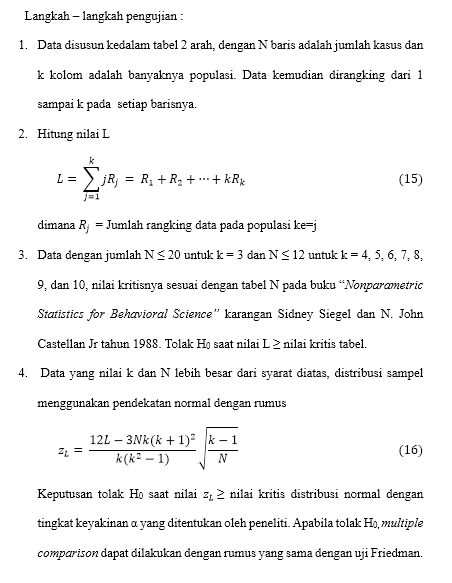 Langkah – langkah pengujian :
1. Data disusun kedalam tabel 2 arah, dengan N baris adalah jumlah kasus dan
k kolom adalah banyaknya populasi. Data kemudian dirangking dari 1
sampai k pada setiap barisnya.
2. Hitung nilai L
L = ∑_{j=1}^{k} jR_j = R_1 + R_2 + ⋯ + kR_k (15)
dimana R_j = Jumlah rangking data pada populasi ke=j
3. Data dengan jumlah N ≤ 20 untuk k = 3 dan N ≤ 12 untuk k = 4, 5, 6, 7, 8,
9, dan 10, nilai kritisnya sesuai dengan tabel N pada buku “Nonparametric
Statistics for Behavioral Science” karangan Sidney Siegel dan N. John
Castellan Jr tahun 1988. Tolak H0 saat nilai L ≥ nilai kritis tabel.
4. Data yang nilai k dan N lebih besar dari syarat diatas, distribusi sampel
menggunakan pendekatan normal dengan rumus
z_L = \frac{12L − 3Nk(k + 1)^2}{k(k^2 − 1)} \sqrt{\frac{k − 1}{N}} (16)
Keputusan tolak H0 saat nilai z_L ≥ nilai kritis distribusi normal dengan
tingkat keyakinan α yang ditentukan oleh peneliti. Apabila tolak H0, multiple
comparison dapat dilakukan dengan rumus yang sama dengan uji Friedman.